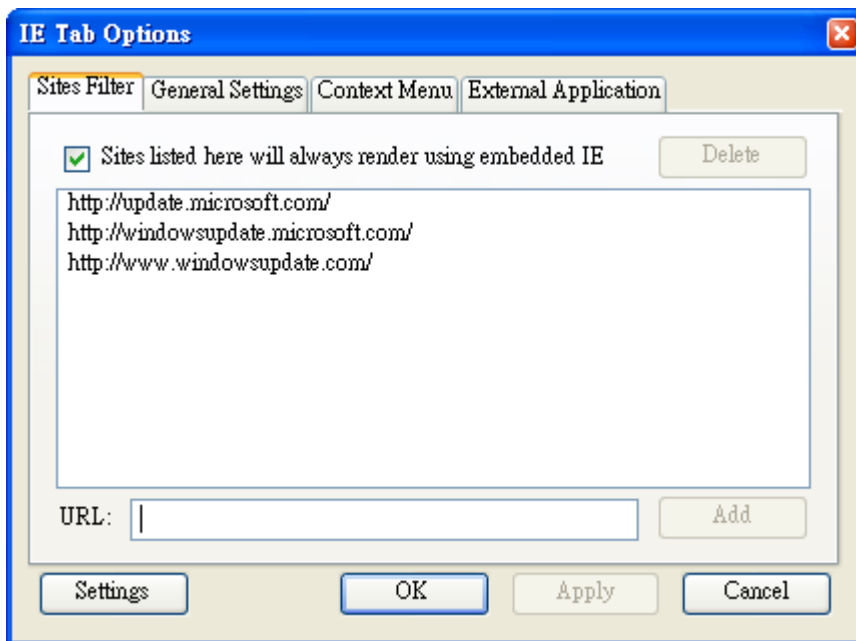 IE Tab Options
Sites Filter General Settings Context Menu External Application
Sites listed here will always render using embedded IE Delete
http://update.microsoft.com/
http://windowsupdate.microsoft.com/
http://www.windowsupdate.com/
URL: Add
Settings OK Apply Cancel